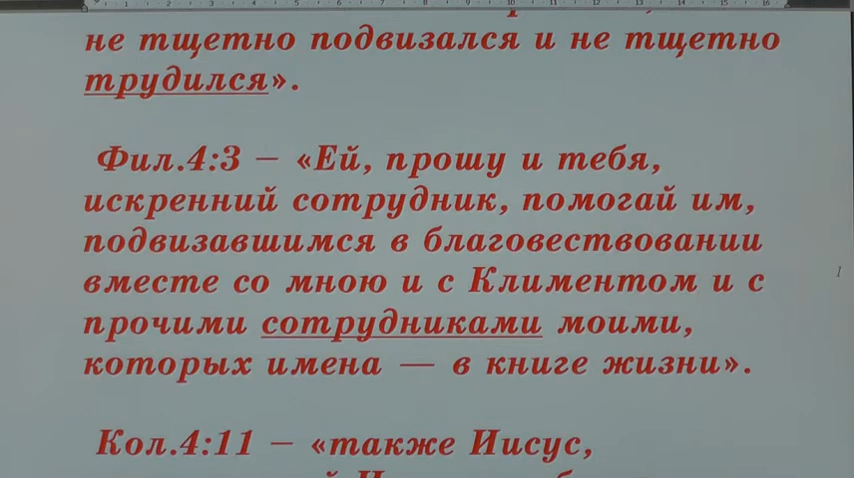 не тщетно подвизался и не тщетно
трудился».
Фил.4:3 – «Ей, прошу и тебя,
искренний сотрудник, помогай им,
подвизавшимся в благовествовании
вместе со мною и с Климентом и с
прочими сотрудниками моими,
которых имена — в книге жизни».
Кол.4:11 – «также Иисус,